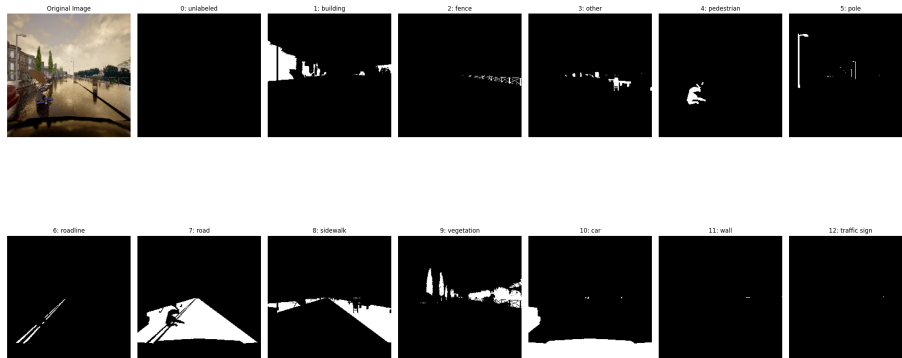 Original Image
0: unlabeled
1: building
2: fence
3: other
4: pedestrian
5: pole
6: roadline
7: road
8: sidewalk
9: vegetation
10: car
11: wall
12: traffic sign